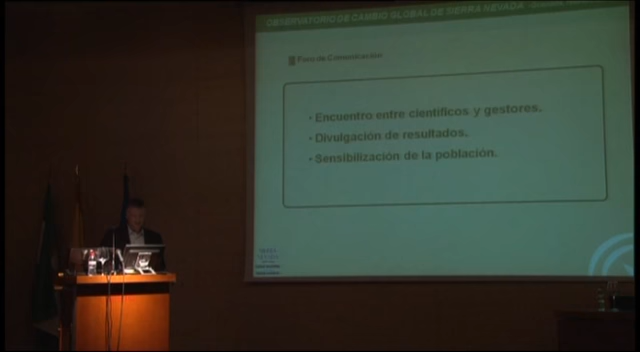 OBSERVATORIO DE CAMBIO GLOBAL DE SIERRA NEVADA
Foro de Comunicación
• Encuentro entre científicos y gestores.
• Divulgación de resultados.
• Sensibilización de la población.